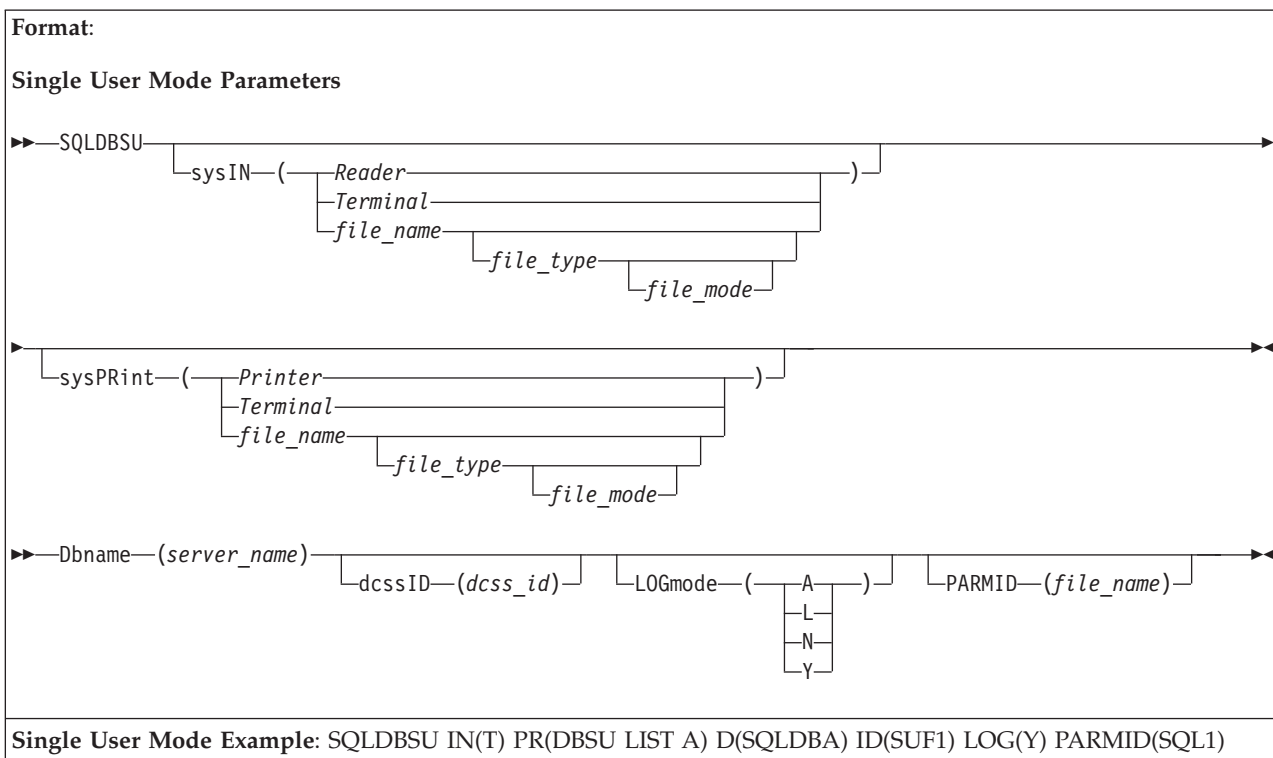 Format:
Single User Mode Parameters
SQLDBSU
sysIN ( Reader )
Terminal
file_name
file_type
file_mode
sysPRint ( Printer )
Terminal
file_name
file_type
file_mode
Dbname (server_name) dcssID (dcss_id) LOGmode ( A ) PARMID (file_name)
L
N
Y
Single User Mode Example: SQLDBSU IN(T) PR(DBSU LIST A) D(SQLDBA) ID(SUF1) LOG(Y) PARMID(SQL1)